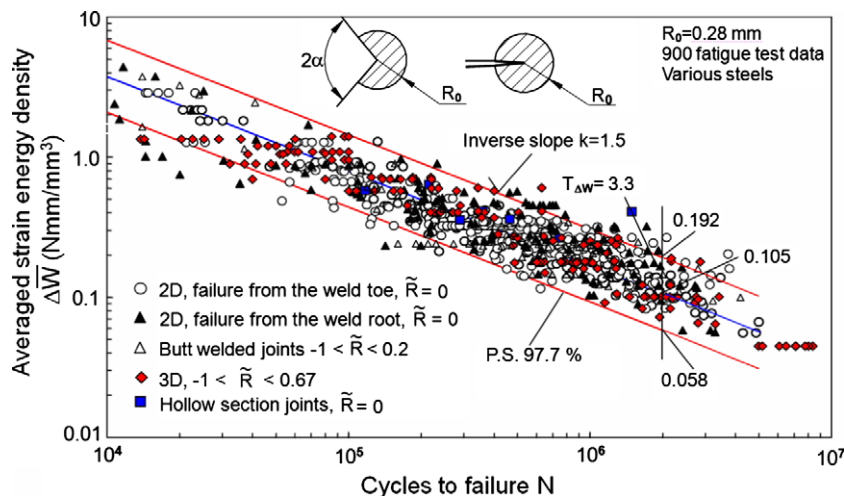 10
1.0
0.1
0.01
10⁴
10⁵
10⁶
10⁷
Averaged strain energy density
ΔW̅ (Nmm/mm³)
Cycles to failure N
2α
R₀
R₀
R₀=0.28 mm
900 fatigue test data
Various steels
Inverse slope k=1.5
T_ΔW= 3.3
0.192
0.105
0.058
P.S. 97.7 %
2D, failure from the weld toe, R̃ = 0
2D, failure from the weld root, R̃ = 0
Butt welded joints -1 < R̃ < 0.2
3D, -1 < R̃ < 0.67
Hollow section joints, R̃ = 0